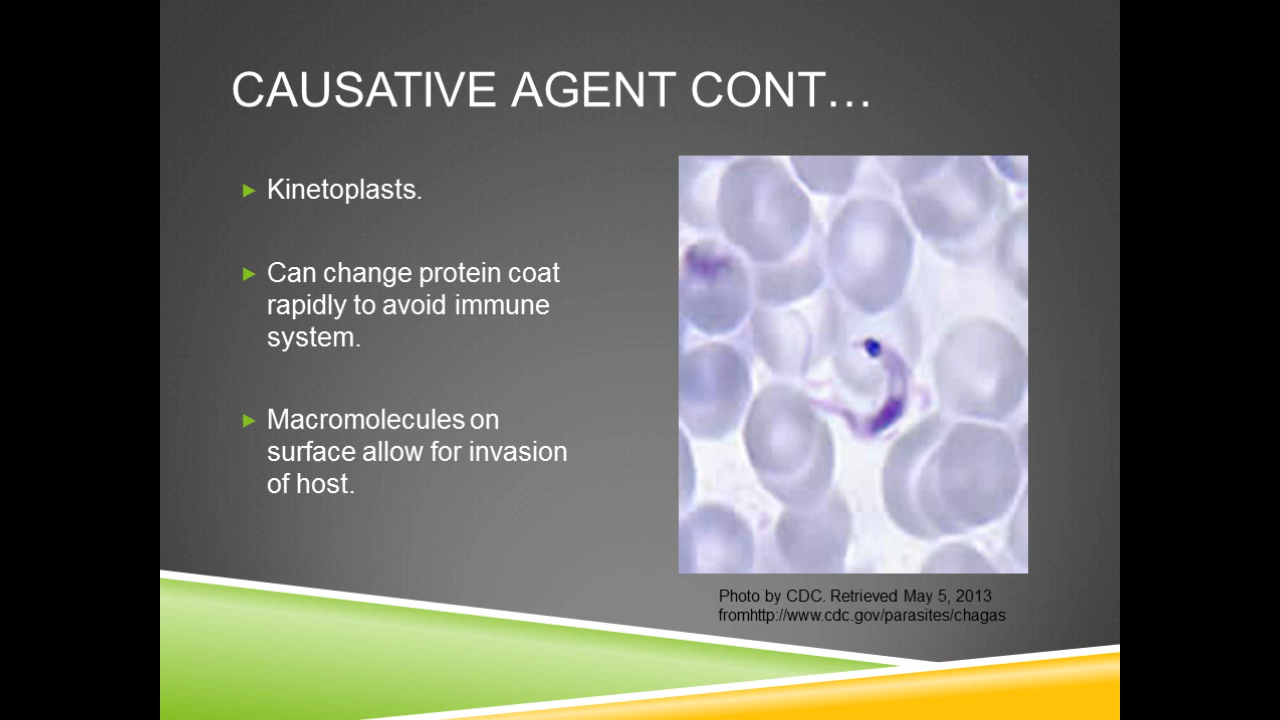 CAUSATIVE AGENT CONT…
Kinetoplasts.
Can change protein coat
rapidly to avoid immune
system.
Macromolecules on
surface allow for invasion
of host.
Photo by CDC. Retrieved May 5, 2013
fromhttp://www.cdc.gov/parasites/chagas